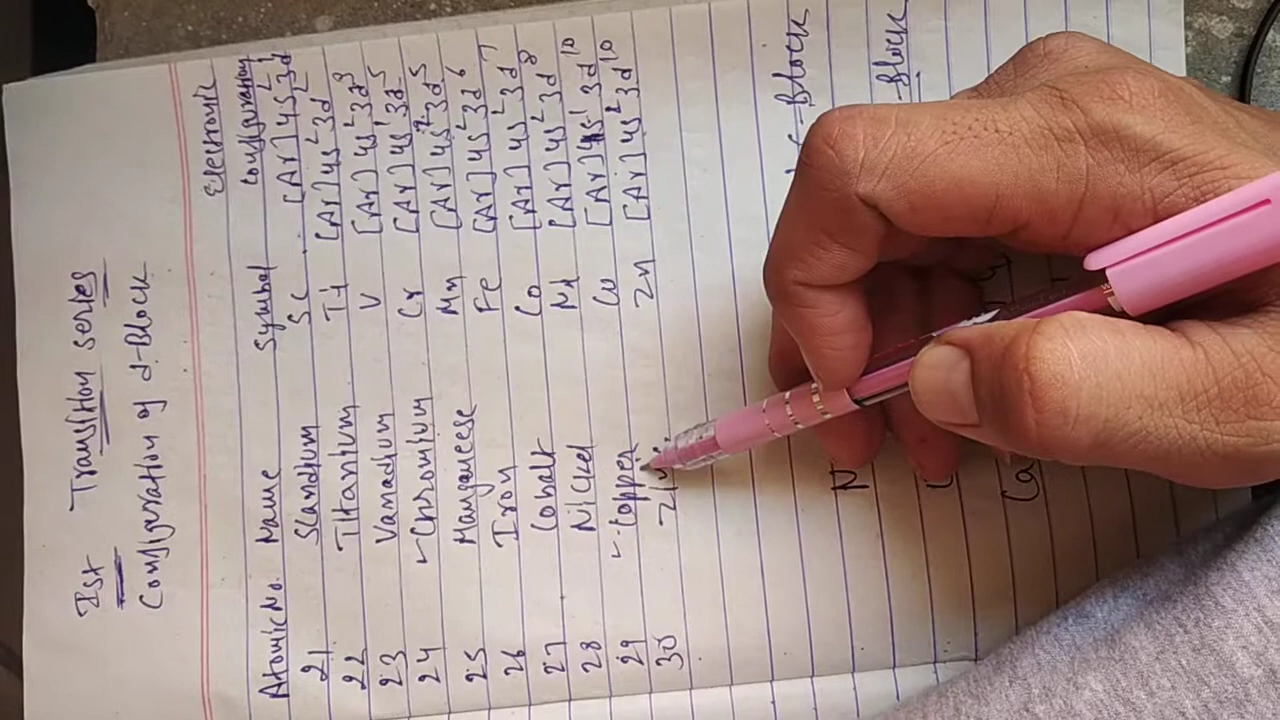 Ist Transition series
Configuration of d-Block
Electronic
Atomic No. Name Symbol Configuration
21 Scandium Sc [Ar] 4s² 3d¹
22 Titanium Ti [Ar] 4s² 3d²
23 Vanadium V [Ar] 4s² 3d³
24 ✓Chromium Cr [Ar] 4s¹ 3d⁵
25 Manganeese Mn [Ar] 4s² 3d⁵
26 Iron Fe [Ar] 4s² 3d⁶
27 Cobalt Co [Ar] 4s² 3d⁷
28 Nickel Ni [Ar] 4s² 3d⁸
29 ✓Copper Cu [Ar] 4s¹ 3d¹⁰
30 Zn [Ar] 4s² 3d¹⁰
-Block
-Block